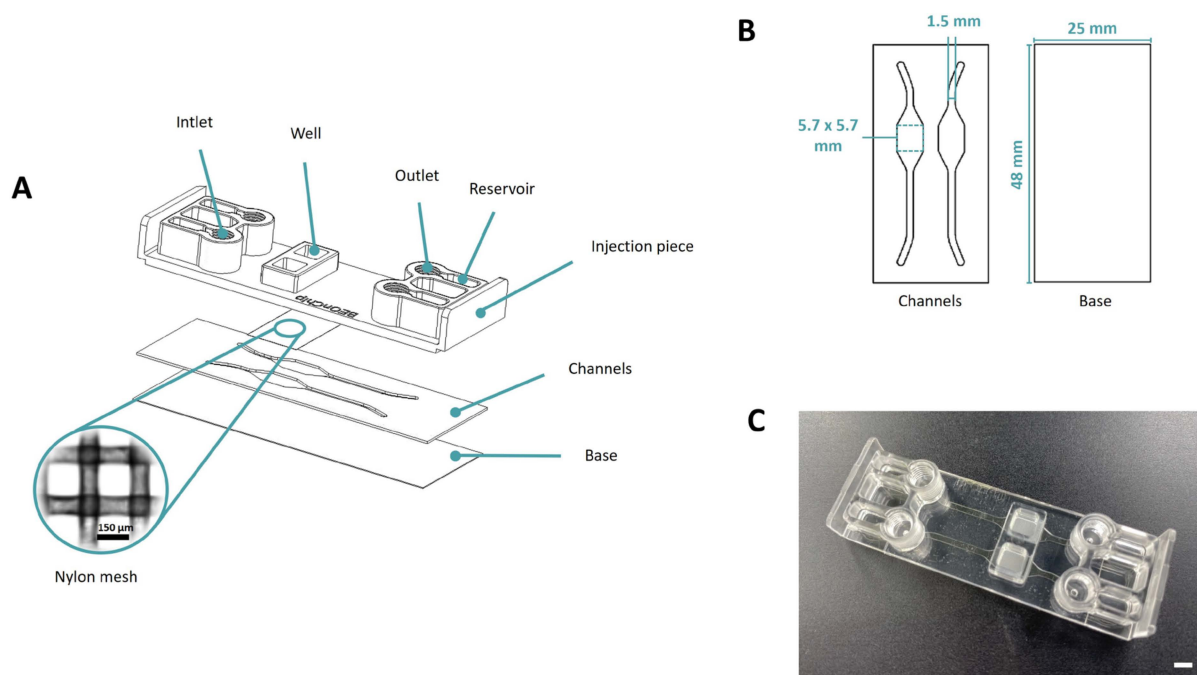 A
Intlet
Well
Outlet
Reservoir
Injection piece
BEOnChip
Channels
Base
150 µm
Nylon mesh
B
1.5 mm
25 mm
5.7 x 5.7
mm
48 mm
Channels
Base
C